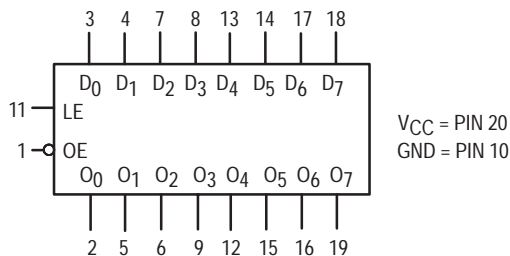 3 4 7 8 13 14 17 18
D0 D1 D2 D3 D4 D5 D6 D7
11 LE
VCC = PIN 20
1 OE
GND = PIN 10
O0 O1 O2 O3 O4 O5 O6 O7
2 5 6 9 12 15 16 19